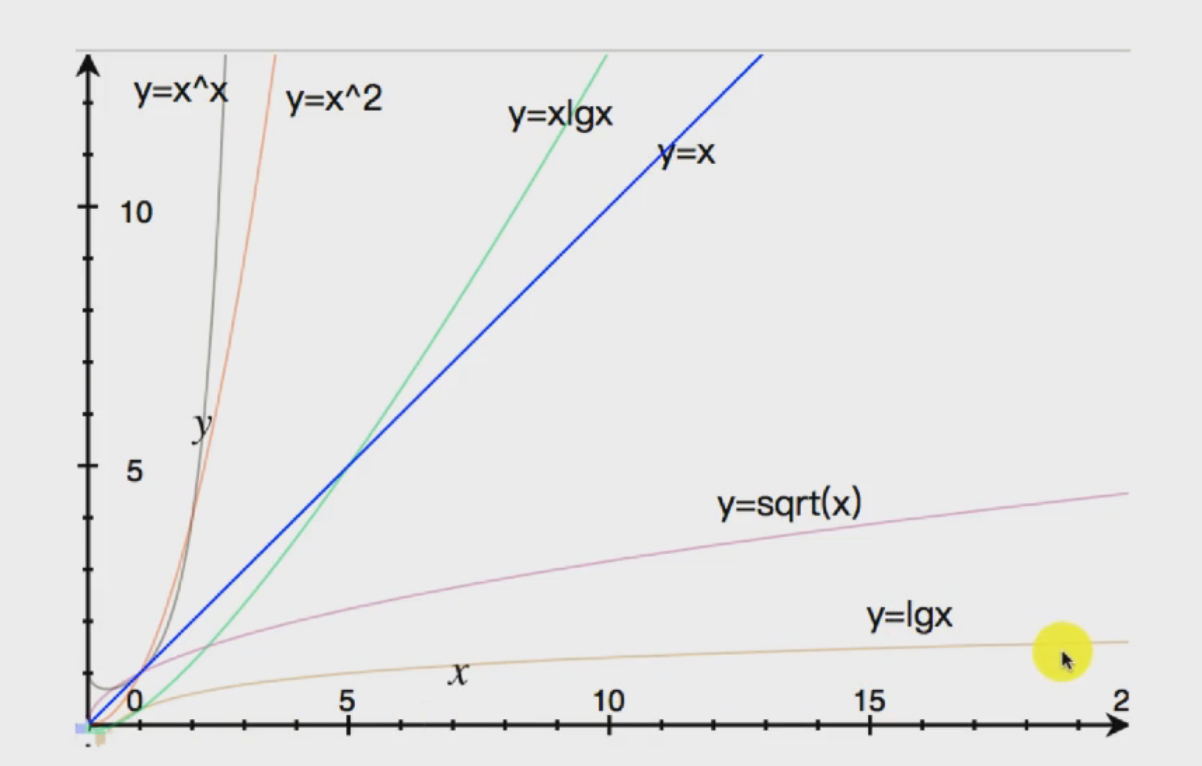 y=x^x
y=x^2
y=xlgx
y=x
10
y
5
y=sqrt(x)
y=lgx
x
0
5
10
15
2